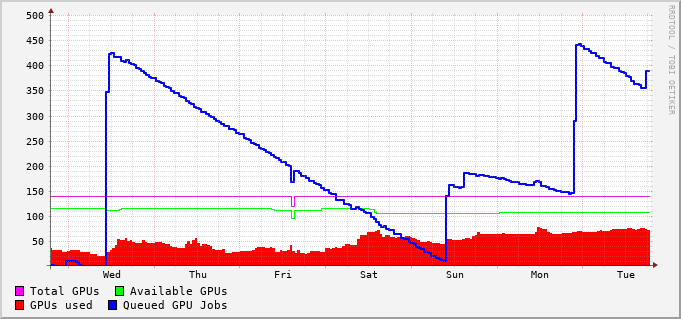 500
450
400
350
300
250
200
150
100
50
Wed Thu Fri Sat Sun Mon Tue
Total GPUs Available GPUs
GPUs used Queued GPU Jobs
RRDTOOL / TOBI OETIKER